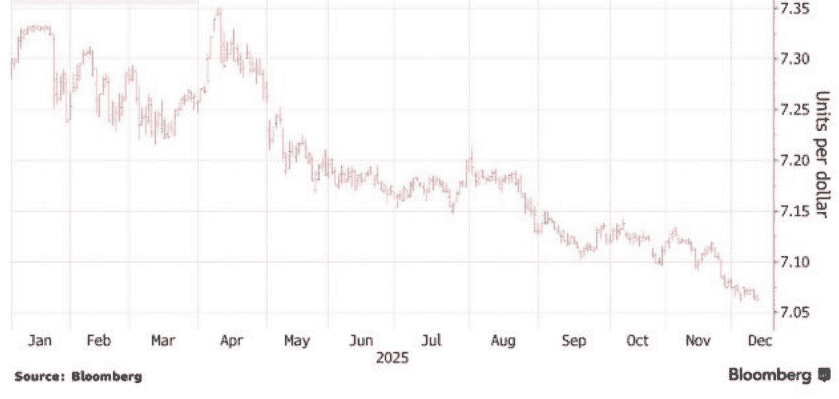 7.35
7.30
7.25
7.20
7.15
7.10
7.05
Units per dollar
Jan Feb Mar Apr May Jun Jul Aug Sep Oct Nov Dec
2025
Source: Bloomberg
Bloomberg